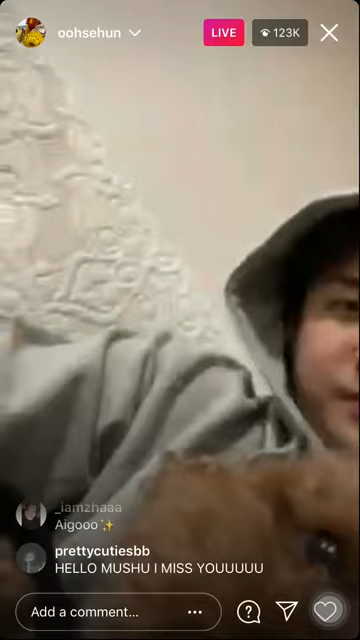 oohsehun
LIVE
123K
_iamzhaaa
Aigooo✨
prettycutiesbb
HELLO MUSHU I MISS YOUUUUU
Add a comment...